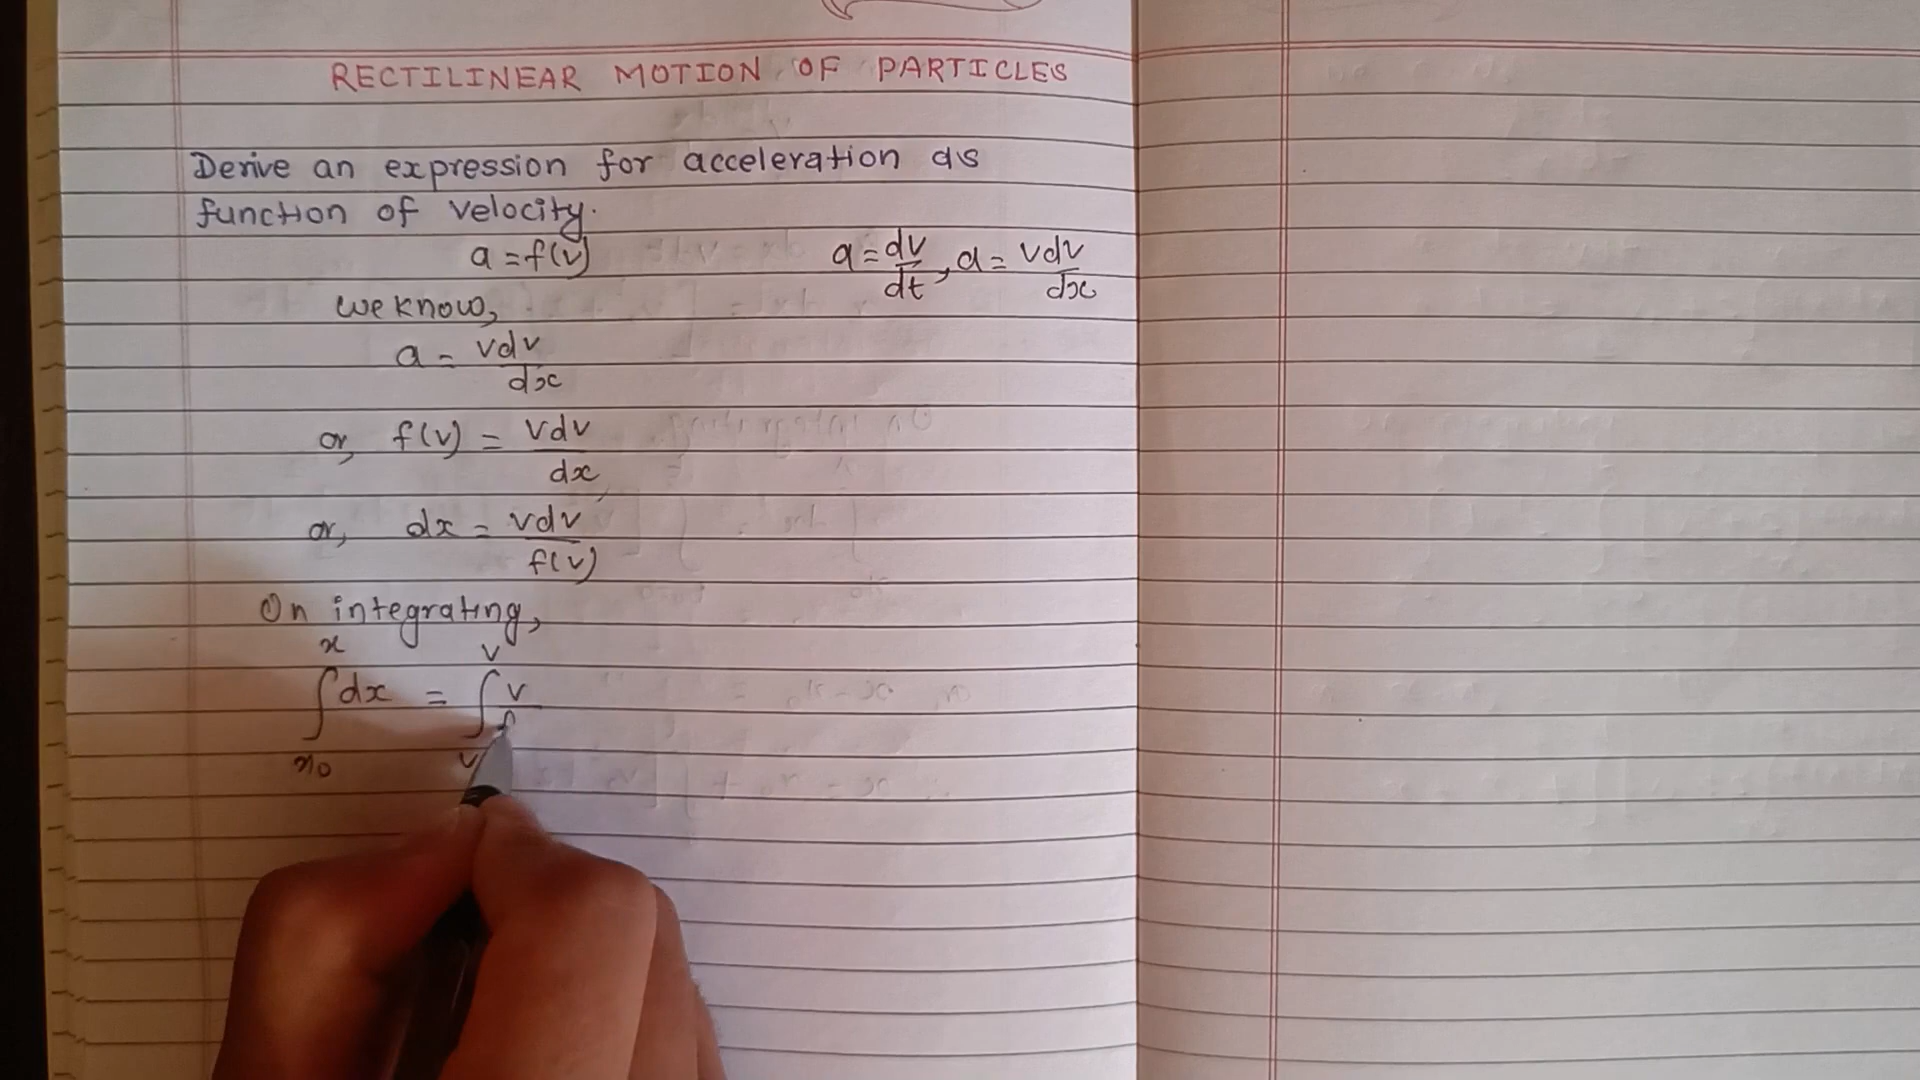 RECTILINEAR MOTION OF PARTICLES
Derive an expression for acceleration as
function of velocity.
a = f(v)
a = dv/dt, a = vdv/dx
we know,
a = vdv/dx
or, f(v) = vdv/dx
or, dx = vdv/f(v)
On integrating,
x v
∫dx = ∫v/f
x0 v